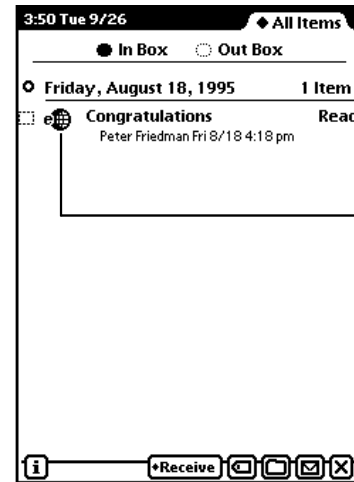 3:50 Tue 9/26
◆ All Items
In Box Out Box
Friday, August 18, 1995 1 Item
e Congratulations Read
Peter Friedman Fri 8/18 4:18 pm
i ◆Receive X